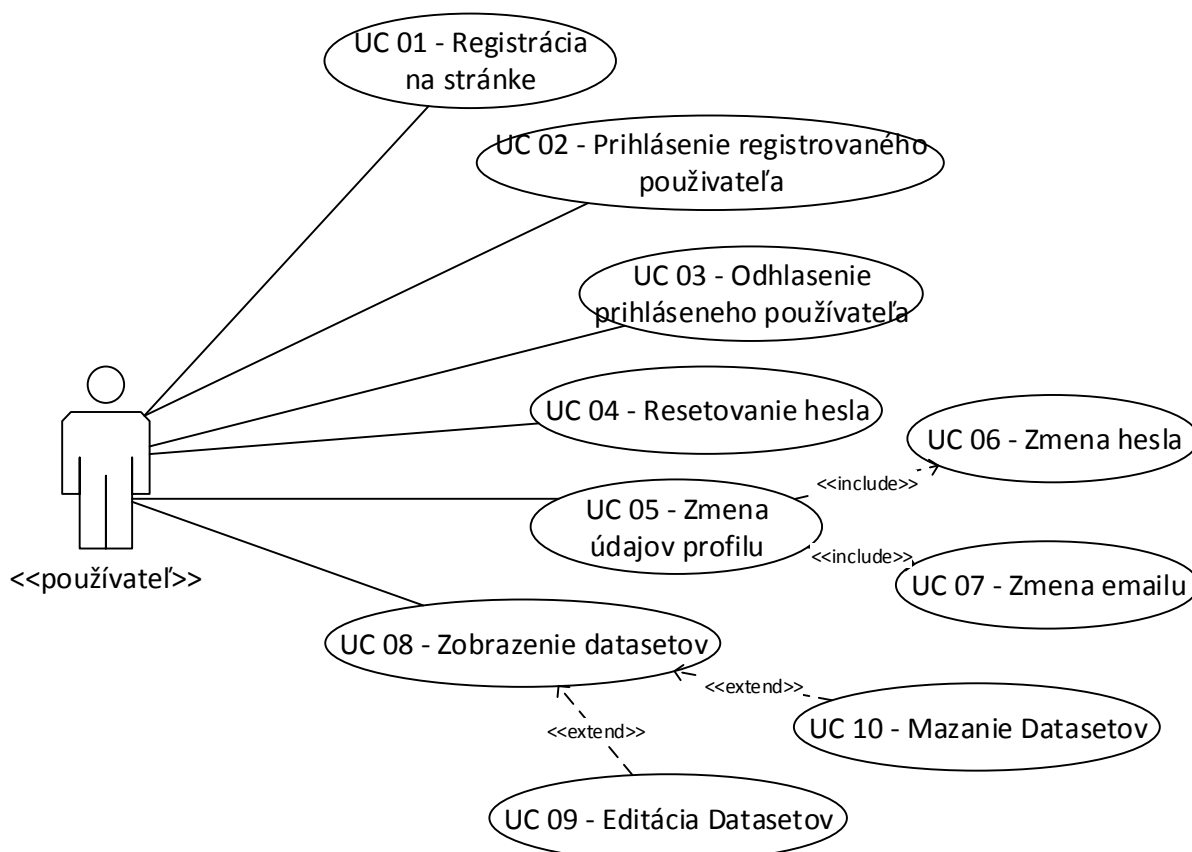 UC 01 - Registrácia
na stránke
UC 02 - Prihlásenie registrovaného
použivateľa
UC 03 - Odhlasenie
prihláseneho používateľa
UC 04 - Resetovanie hesla
UC 06 - Zmena hesla
<<include>>
UC 05 - Zmena
údajov profilu
<<include>>
UC 07 - Zmena emailu
<<používateľ>>
UC 08 - Zobrazenie datasetov
<<extend>>
UC 10 - Mazanie Datasetov
<<extend>>
UC 09 - Editácia Datasetov